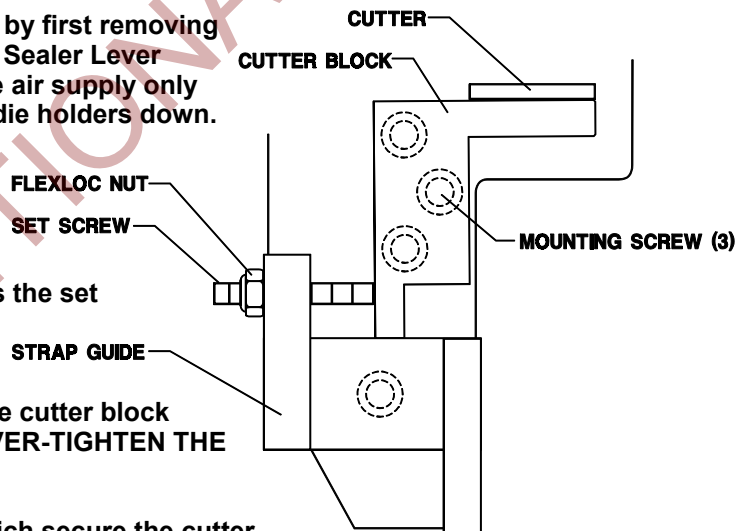 by first removing
Sealer Lever
air supply only
die holders down.
s the set
cutter block
VER-TIGHTEN THE
secure the cutter
CUTTER
CUTTER BLOCK
FLEXLOC NUT
SET SCREW
MOUNTING SCREW (3)
STRAP GUIDE